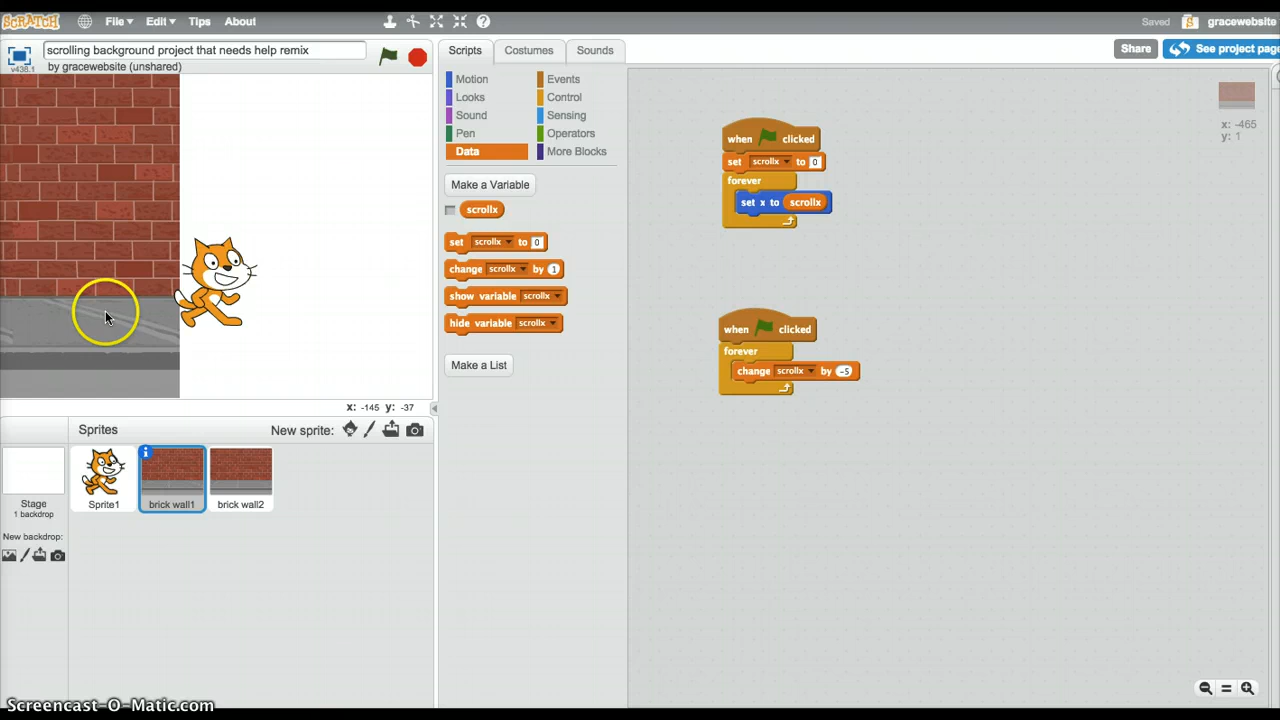 SCRATCH File Edit Tips About Saved gracewebsite
scrolling background project that needs help remix
v438.1 by gracewebsite (unshared)
Scripts Costumes Sounds Share See project page
Motion Events
Looks Control
Sound Sensing
Pen Operators
Data More Blocks
Make a Variable
scrollx
set scrollx to 0
change scrollx by 1
show variable scrollx
hide variable scrollx
Make a List
x: -465
y: 1
when clicked
set scrollx to 0
forever
set x to scrollx
when clicked
forever
change scrollx by -5
x: -145 y: -37
Sprites New sprite:
Stage
1 backdrop
New backdrop:
Sprite1 brick wall1 brick wall2
Screencast-O-Matic.com